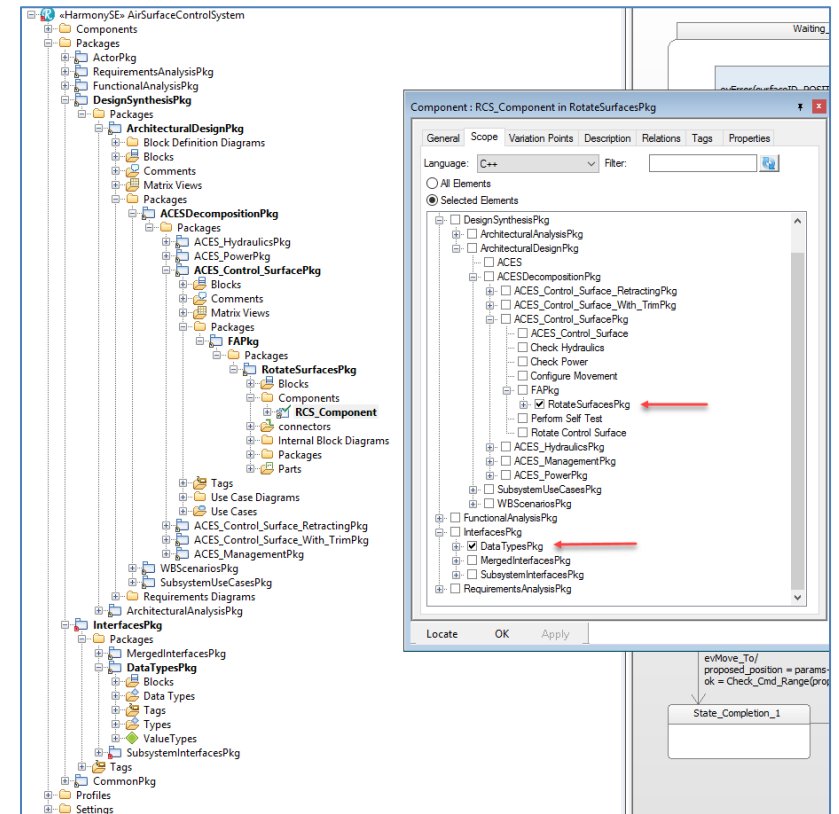 «HarmonySE» AirSurfaceControlSystem
Components
Packages
ActorPkg
RequirementsAnalysisPkg
FunctionalAnalysisPkg
DesignSynthesisPkg
Packages
ArchitecturalDesignPkg
Block Definition Diagrams
Blocks
Comments
Matrix Views
Packages
ACESDecompositionPkg
Packages
ACES_HydraulicsPkg
ACES_PowerPkg
ACES_Control_SurfacePkg
Blocks
Comments
Matrix Views
Packages
FAPkg
Packages
RotateSurfacesPkg
Blocks
Components
RCS_Component
connectors
Internal Block Diagrams
Packages
Parts
Tags
Use Case Diagrams
Use Cases
ACES_Control_Surface_RetractingPkg
ACES_Control_Surface_With_TrimPkg
ACES_ManagementPkg
WBScenariosPkg
SubsystemUseCasesPkg
Requirements Diagrams
ArchitecturalAnalysisPkg
InterfacesPkg
Packages
MergedInterfacesPkg
DataTypesPkg
Blocks
Data Types
Tags
Types
ValueTypes
SubsystemInterfacesPkg
Tags
CommonPkg
Profiles
Settings
Waiting_
Component : RCS_Component in RotateSurfacesPkg
General Scope Variation Points Description Relations Tags Properties
Language: C++ Filter:
All Elements
Selected Elements
DesignSynthesisPkg
ArchitecturalAnalysisPkg
ArchitecturalDesignPkg
ACES
ACESDecompositionPkg
ACES_Control_Surface_RetractingPkg
ACES_Control_Surface_With_TrimPkg
ACES_Control_SurfacePkg
ACES_Control_Surface
Check Hydraulics
Check Power
Configure Movement
FAPkg
RotateSurfacesPkg
Perform Self Test
Rotate Control Surface
ACES_HydraulicsPkg
ACES_ManagementPkg
ACES_PowerPkg
SubsystemUseCasesPkg
WBScenariosPkg
FunctionalAnalysisPkg
InterfacesPkg
DataTypesPkg
MergedInterfacesPkg
SubsystemInterfacesPkg
RequirementsAnalysisPkg
Locate OK Apply
evMove_To/
proposed_position = params-
ok = Check_Cmd_Range(prop
State_Completion_1